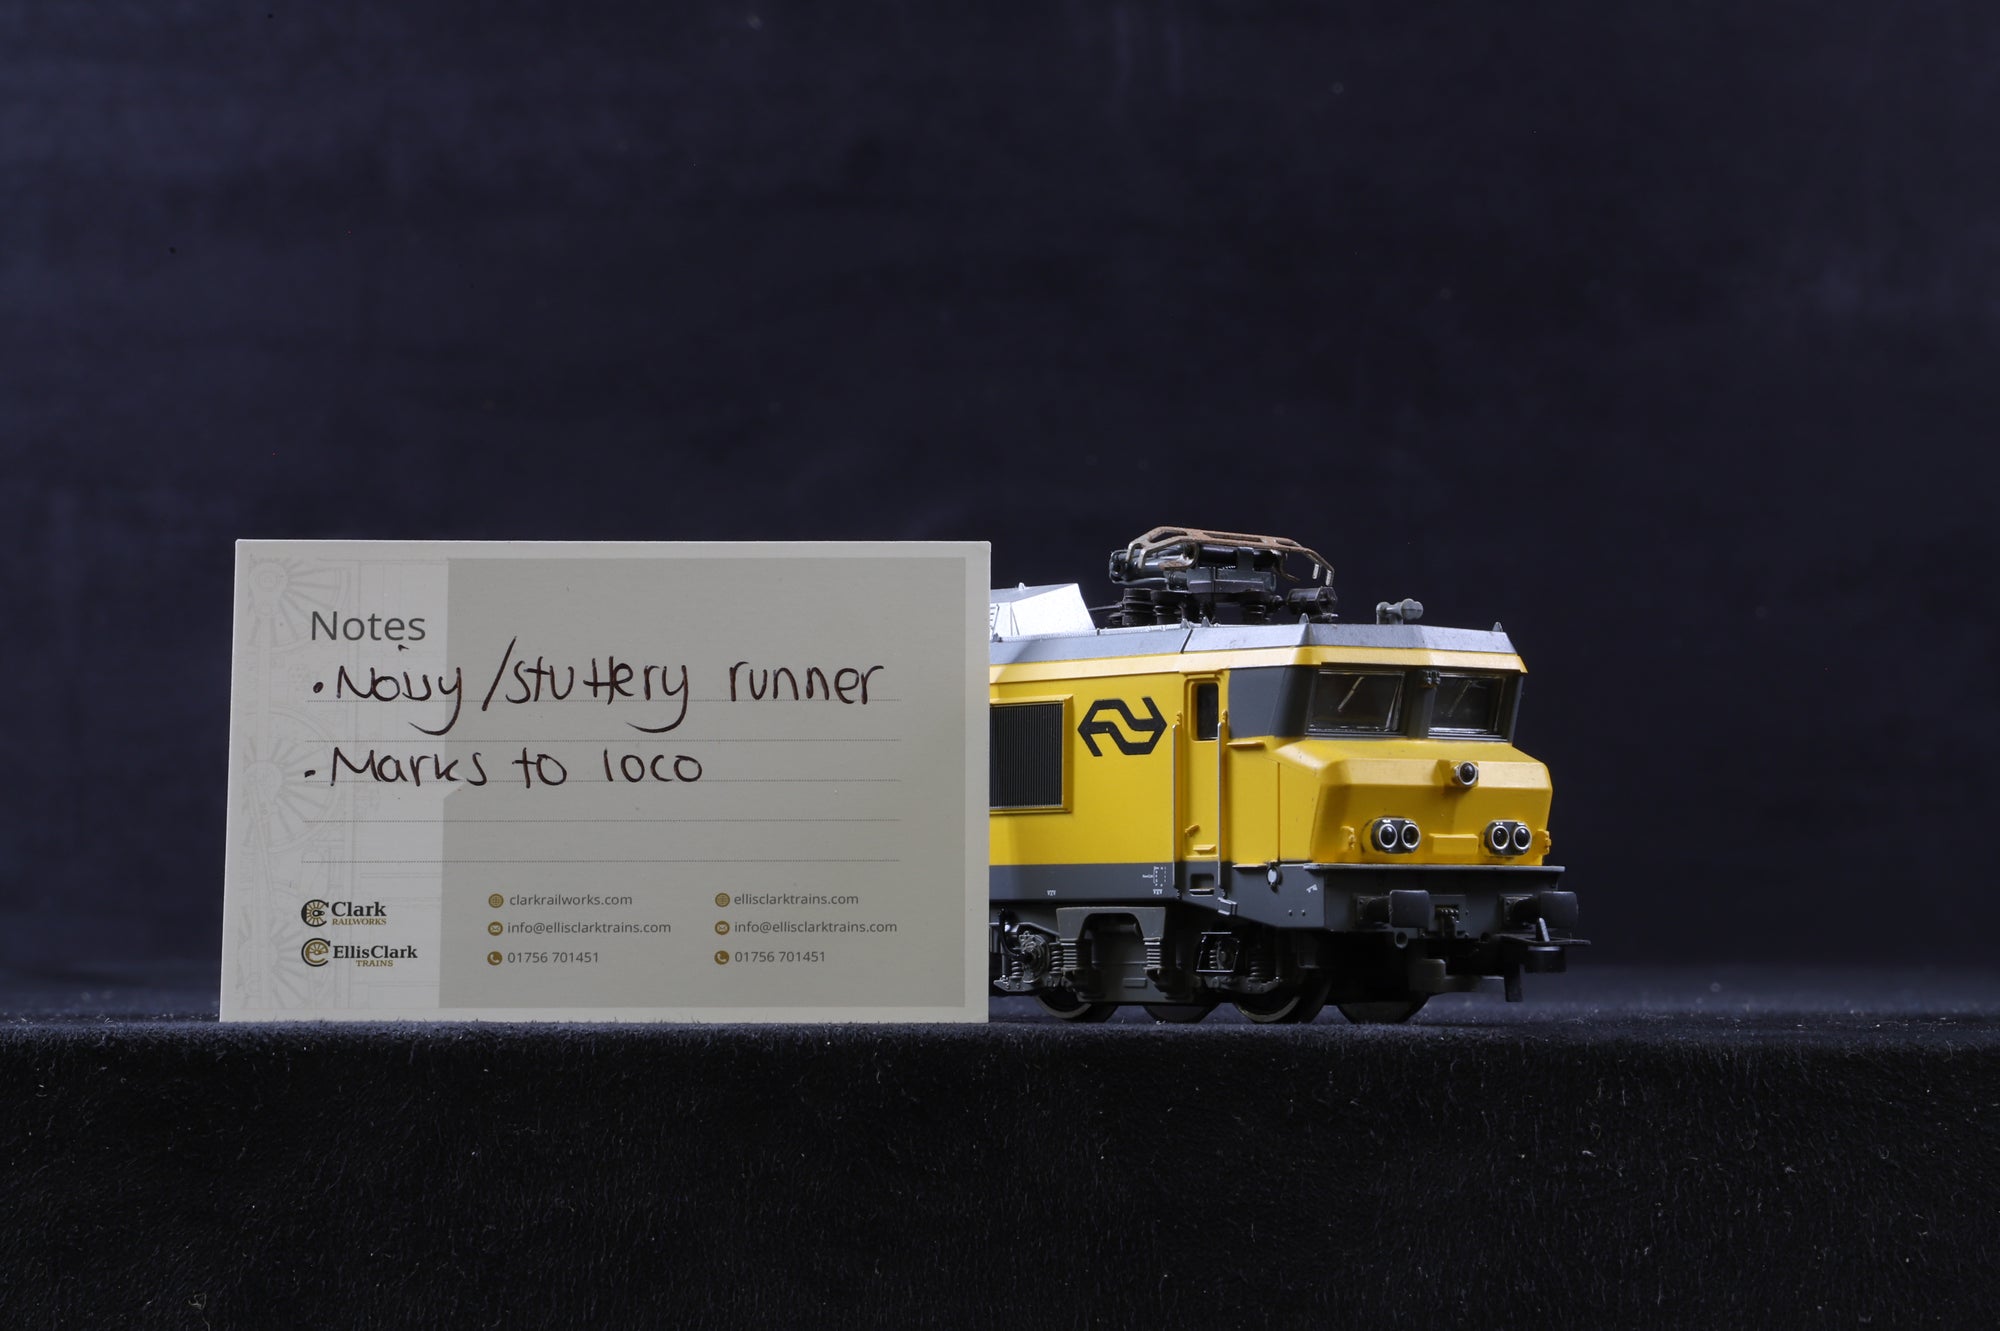 Notes
• Noisy / stuttery runner
• Marks to loco
Clark
RAILWORKS
EllisClark
TRAINS
clarkrailworks.com
info@ellisclarktrains.com
01756 701451
ellisclarktrains.com
info@ellisclarktrains.com
01756 701451